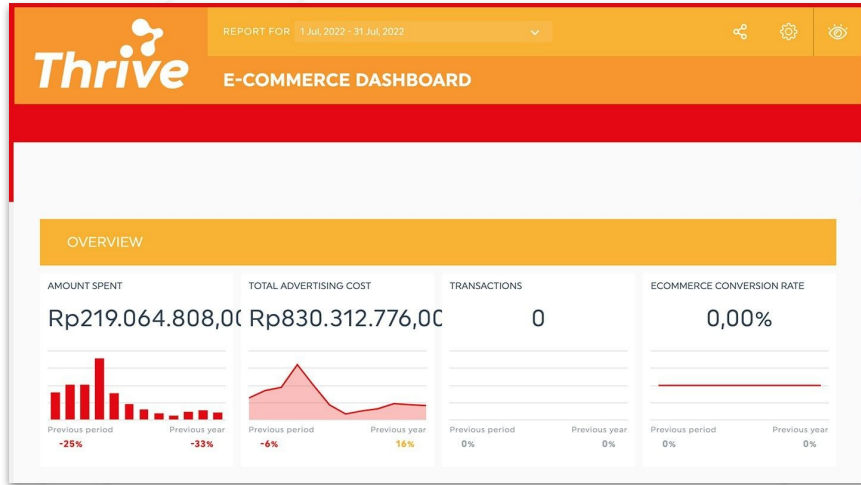 Thrive
REPORT FOR 1 Jul, 2022 - 31 Jul, 2022
E-COMMERCE DASHBOARD
OVERVIEW
AMOUNT SPENT
Rp219.064.808,00
Previous period
Previous year
-25%
-33%
TOTAL ADVERTISING COST
Rp830.312.776,00
Previous period
Previous year
-6%
16%
TRANSACTIONS
0
Previous period
Previous year
0%
0%
ECOMMERCE CONVERSION RATE
0,00%
Previous period
Previous year
0%
0%